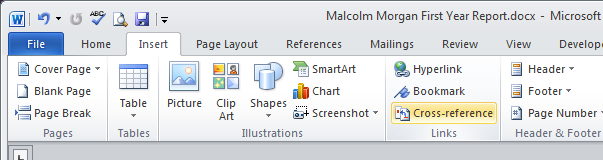 Malcolm Morgan First Year Report.docx - Microsoft
File Home Insert Page Layout References Mailings Review View Develope
Cover Page
Blank Page
Page Break
Pages
Table
Tables
Picture
Clip Art
Shapes
SmartArt
Chart
Screenshot
Illustrations
Hyperlink
Bookmark
Cross-reference
Links
Header
Footer
Page Number
Header & Footer